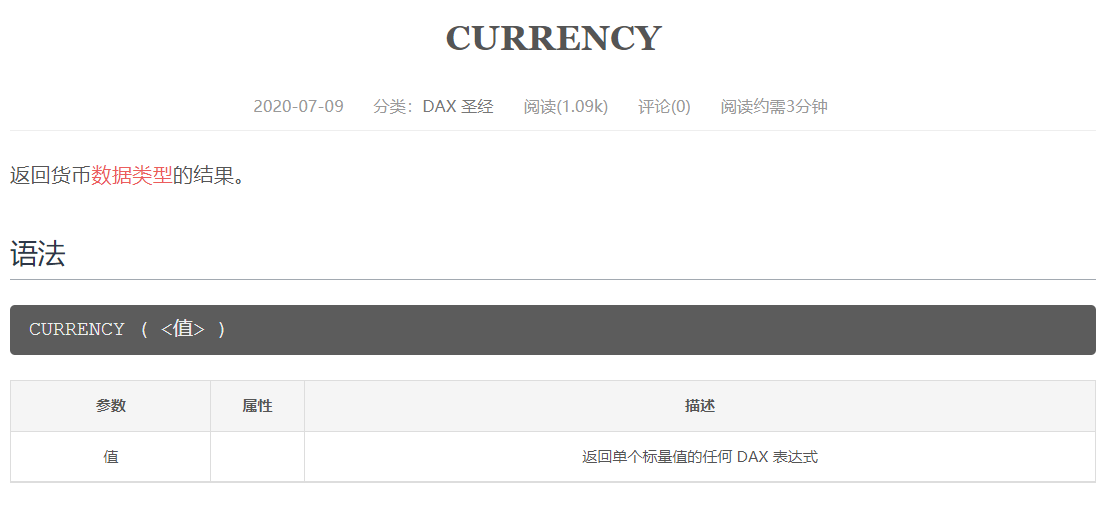 CURRENCY
2020-07-09 分类：DAX 圣经 阅读(1.09k) 评论(0) 阅读约需3分钟
返回货币数据类型的结果。
语法
CURRENCY ( <值> )
参数 属性 描述
值 返回单个标量值的任何 DAX 表达式